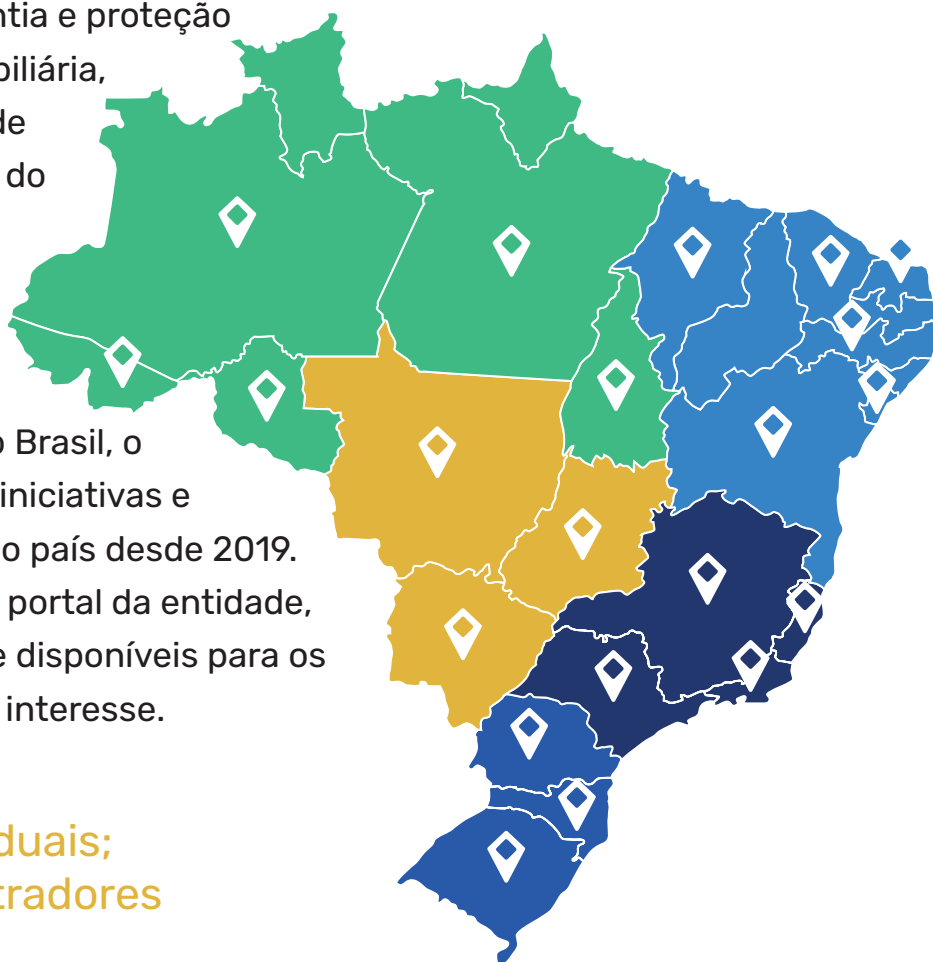 ntia e proteção
biliária,
de
do
o Brasil, o
iniciativas e
o país desde 2019.
portal da entidade,
e disponíveis para os
interesse.
duais;
tradores